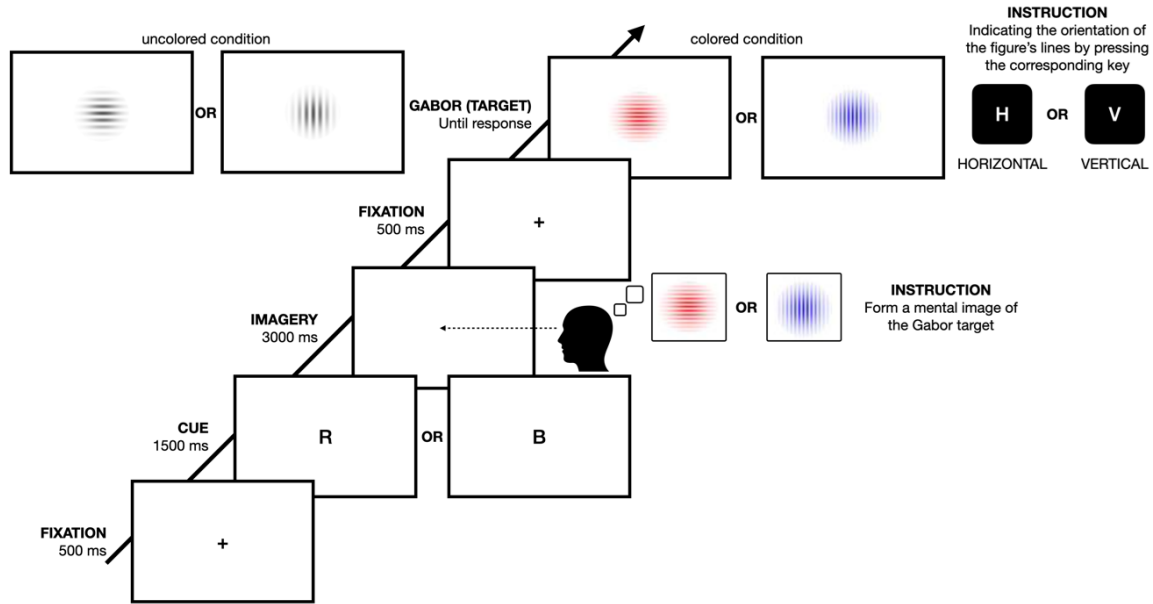 uncolored condition
OR
GABOR (TARGET)
Until response
colored condition
OR
INSTRUCTION
Indicating the orientation of
the figure's lines by pressing
the corresponding key
H OR V
HORIZONTAL VERTICAL
FIXATION
500 ms
+
IMAGERY
3000 ms
OR
INSTRUCTION
Form a mental image of
the Gabor target
CUE
1500 ms
R OR B
FIXATION
500 ms
+